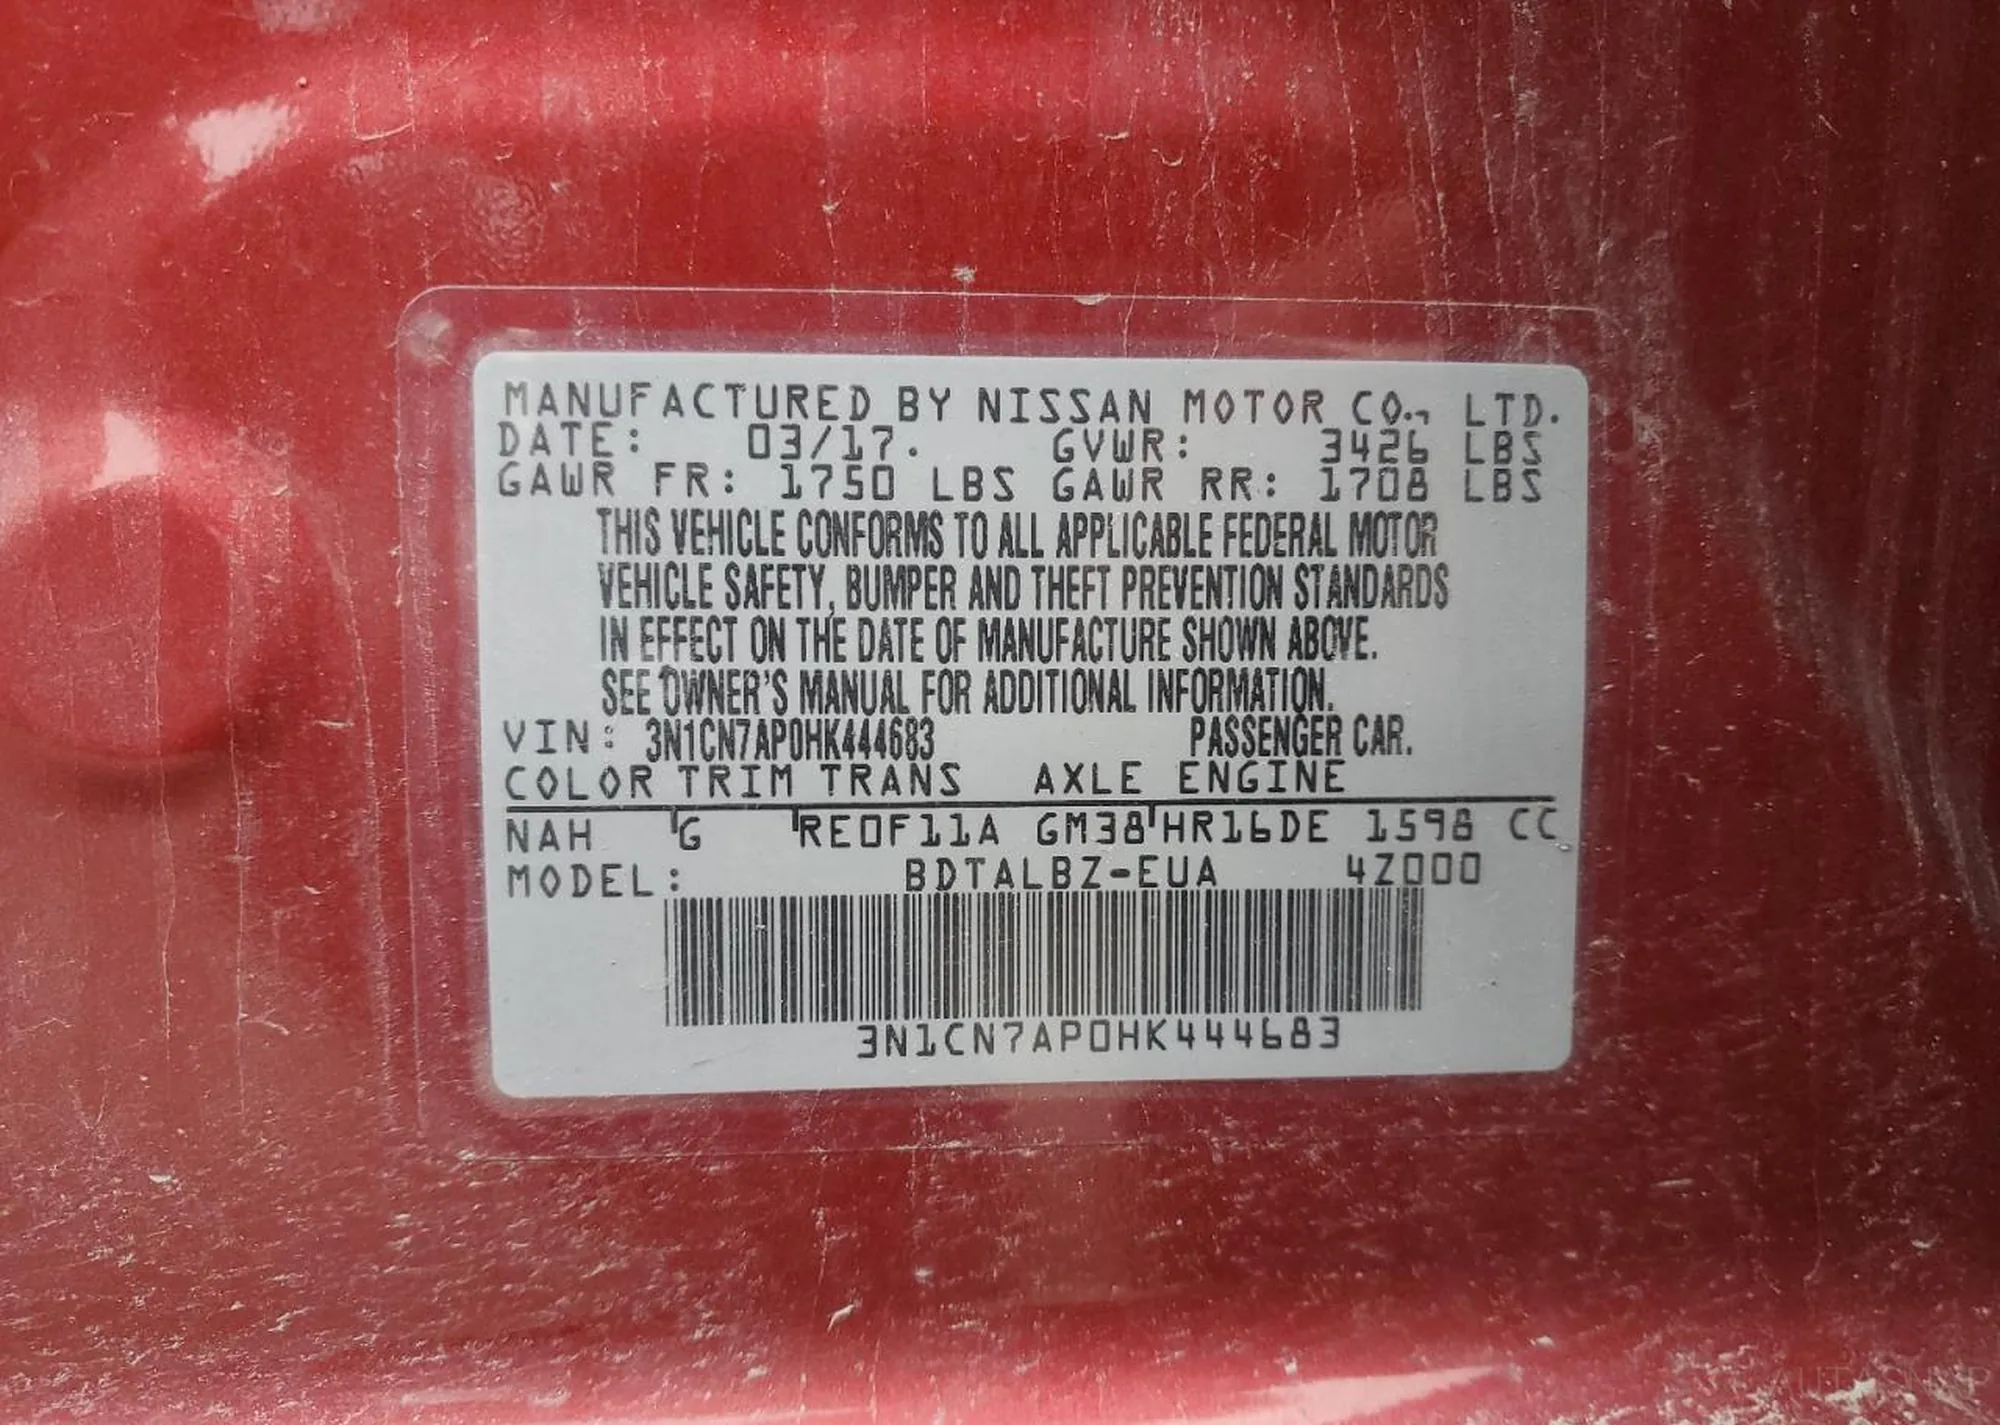 MANUFACTURED BY NISSAN MOTOR CO., LTD.
DATE: 03/17. GVWR: 3426 LBS
GAWR FR: 1750 LBS GAWR RR: 1708 LBS
THIS VEHICLE CONFORMS TO ALL APPLICABLE FEDERAL MOTOR
VEHICLE SAFETY, BUMPER AND THEFT PREVENTION STANDARDS
IN EFFECT ON THE DATE OF MANUFACTURE SHOWN ABOVE.
SEE OWNER'S MANUAL FOR ADDITIONAL INFORMATION.
VIN: 3N1CN7AP0HK444683 PASSENGER CAR.
COLOR TRIM TRANS AXLE ENGINE
NAH G RE0F11A GM38 HR16DE 1598 CC
MODEL: BDTALBZ-EUA 4Z000
3N1CN7AP0HK444683